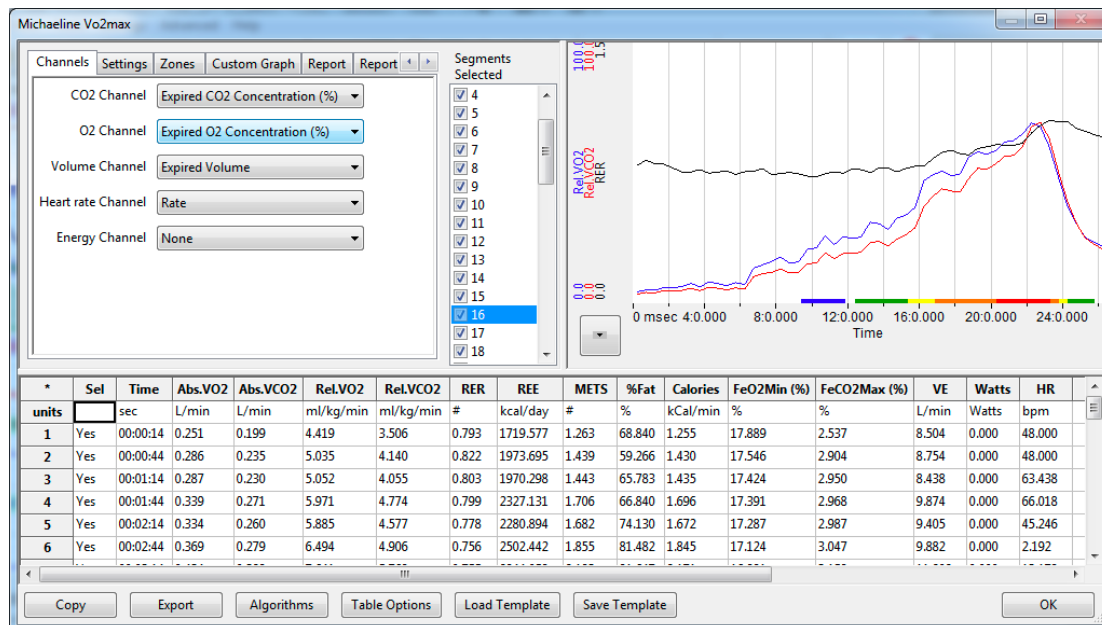 Michaeline Vo2max
Channels Settings Zones Custom Graph Report Report
CO2 Channel Expired CO2 Concentration (%)
O2 Channel Expired O2 Concentration (%)
Volume Channel Expired Volume
Heart rate Channel Rate
Energy Channel None
Segments
Selected
4
5
6
7
8
9
10
11
12
13
14
15
16
17
18
100.0
100.0
1.5
Rel.VO2
Rel.VCO2
RER
0.0
0.0
0.0
0 msec 4:0.000 8:0.000 12:0.000 16:0.000 20:0.000 24:0.000
Time
* Sel Time Abs.VO2 Abs.VCO2 Rel.VO2 Rel.VCO2 RER REE METS %Fat Calories FeO2Min (%) FeCO2Max (%) VE Watts HR
units sec L/min L/min ml/kg/min ml/kg/min # kcal/day # % kCal/min % % L/min Watts bpm
1 Yes 00:00:14 0.251 0.199 4.419 3.506 0.793 1719.577 1.263 68.840 1.255 17.889 2.537 8.504 0.000 48.000
2 Yes 00:00:44 0.286 0.235 5.035 4.140 0.822 1973.695 1.439 59.266 1.430 17.546 2.904 8.754 0.000 48.000
3 Yes 00:01:14 0.287 0.230 5.052 4.055 0.803 1970.298 1.443 65.783 1.435 17.424 2.950 8.438 0.000 63.438
4 Yes 00:01:44 0.339 0.271 5.971 4.774 0.799 2327.131 1.706 66.840 1.696 17.391 2.968 9.874 0.000 66.018
5 Yes 00:02:14 0.334 0.260 5.885 4.577 0.778 2280.894 1.682 74.130 1.672 17.287 2.987 9.405 0.000 45.246
6 Yes 00:02:44 0.369 0.279 6.494 4.906 0.756 2502.442 1.855 81.482 1.845 17.124 3.047 9.882 0.000 2.192
Copy Export Algorithms Table Options Load Template Save Template OK